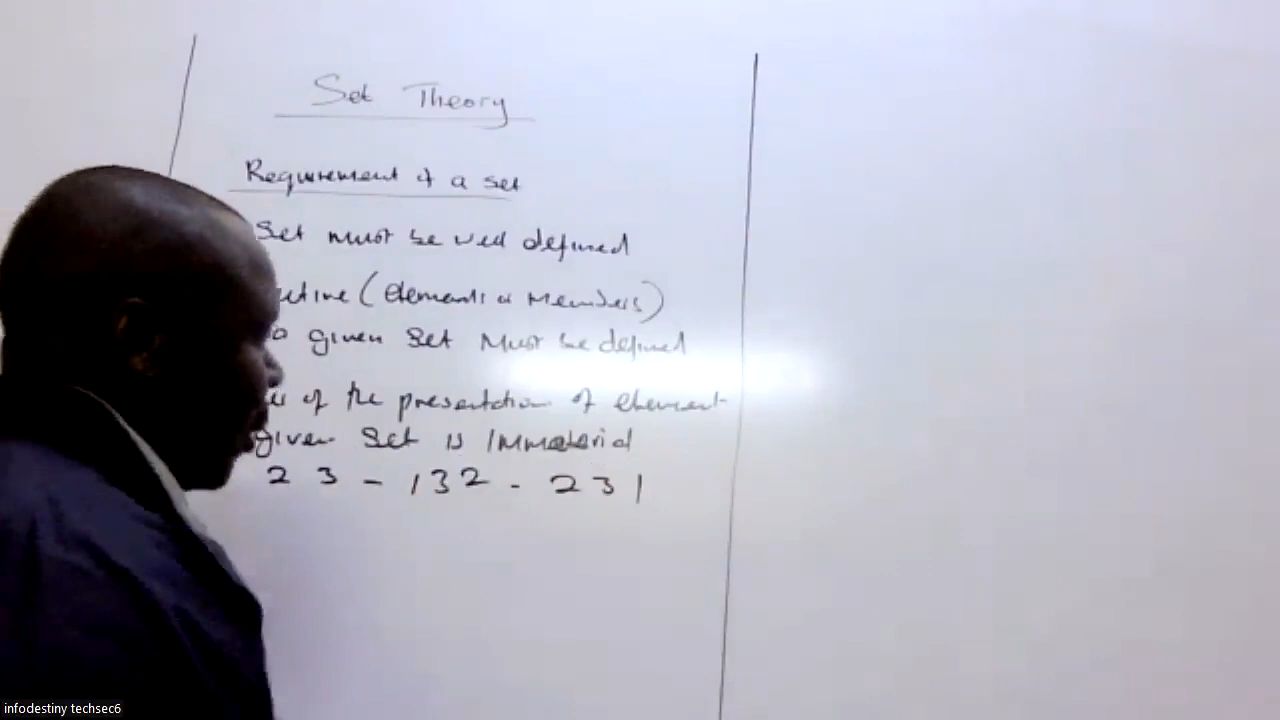 Set Theory
Requirement of a set
Set must be well defined
(Elements or Members)
given Set Must be defined
of the presentation of element
given Set is Immaterial
2 3 - 1 3 2 - 2 3 1
infodestiny techsec6